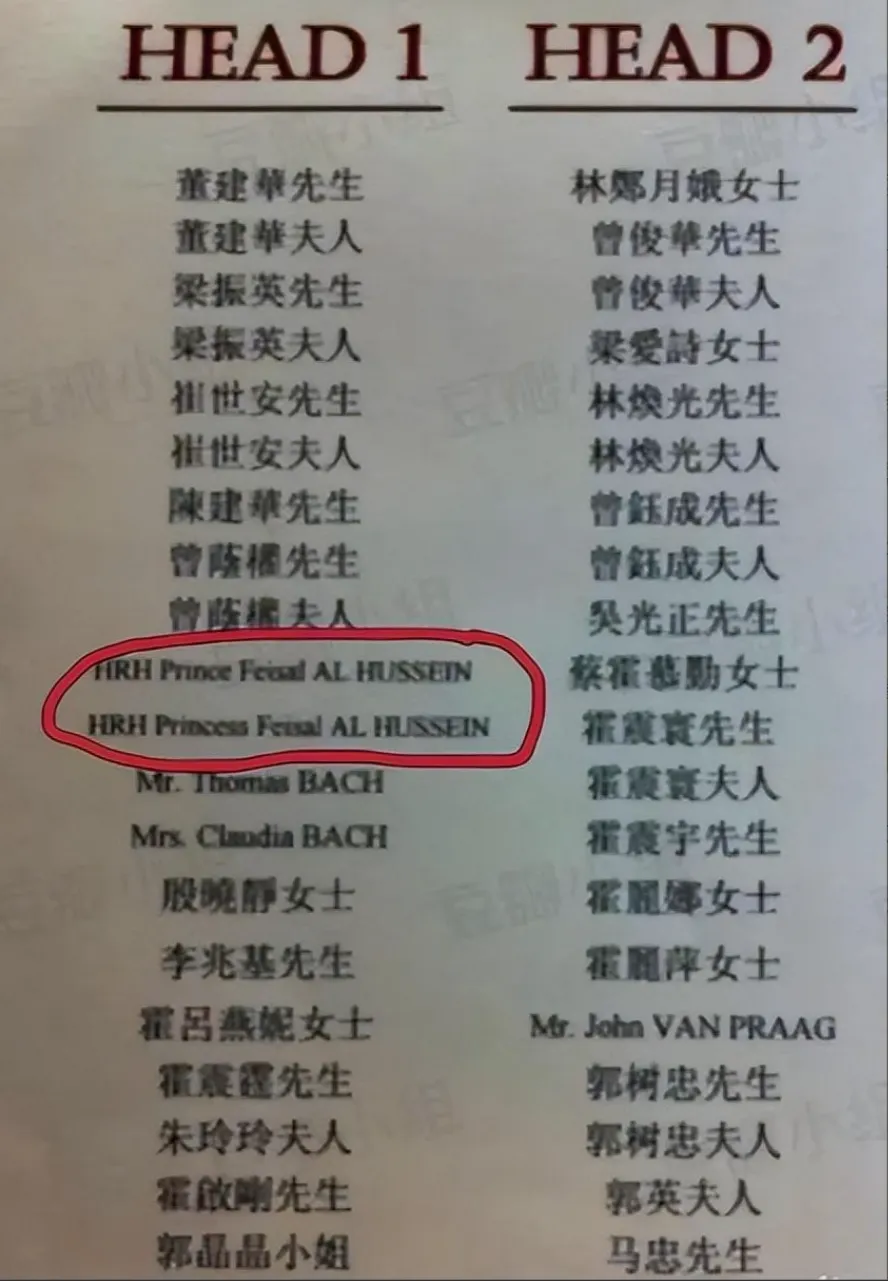 HEAD 1
董建華先生
董建華夫人
梁振英先生
梁振英夫人
崔世安先生
崔世安夫人
陳建華先生
曾蔭權先生
曾蔭權夫人
HRH Prince Feisal AL HUSSEIN
HRH Princess Feisal AL HUSSEIN
Mr. Thomas BACH
Mrs. Claudia BACH
殷曉靜女士
李兆基先生
霍呂燕妮女士
霍震霆先生
朱玲玲夫人
霍啟剛先生
郭晶晶小姐
HEAD 2
林鄭月娥女士
曾俊華先生
曾俊華夫人
梁愛詩女士
林煥光先生
林煥光夫人
曾鈺成先生
曾鈺成夫人
吳光正先生
蔡霍慕勤女士
霍震寰先生
霍震寰夫人
霍震宇先生
霍麗娜女士
霍麗萍女士
Mr. John VAN PRAAG
郭树忠先生
郭树忠夫人
郭英夫人
马忠先生